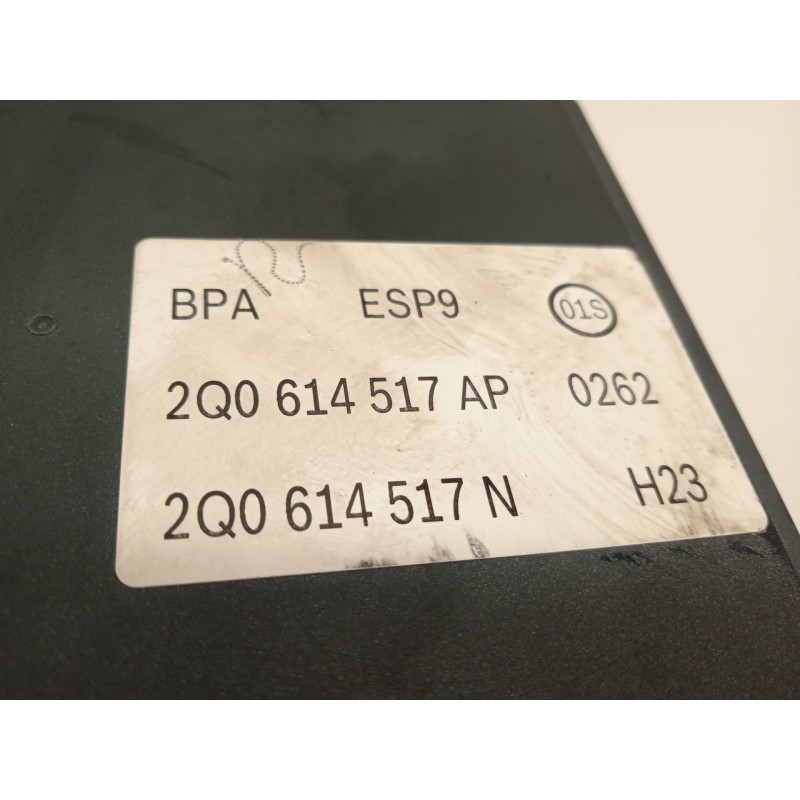 BPA ESP9 01S
2Q0 614 517 AP 0262
2Q0 614 517 N H23